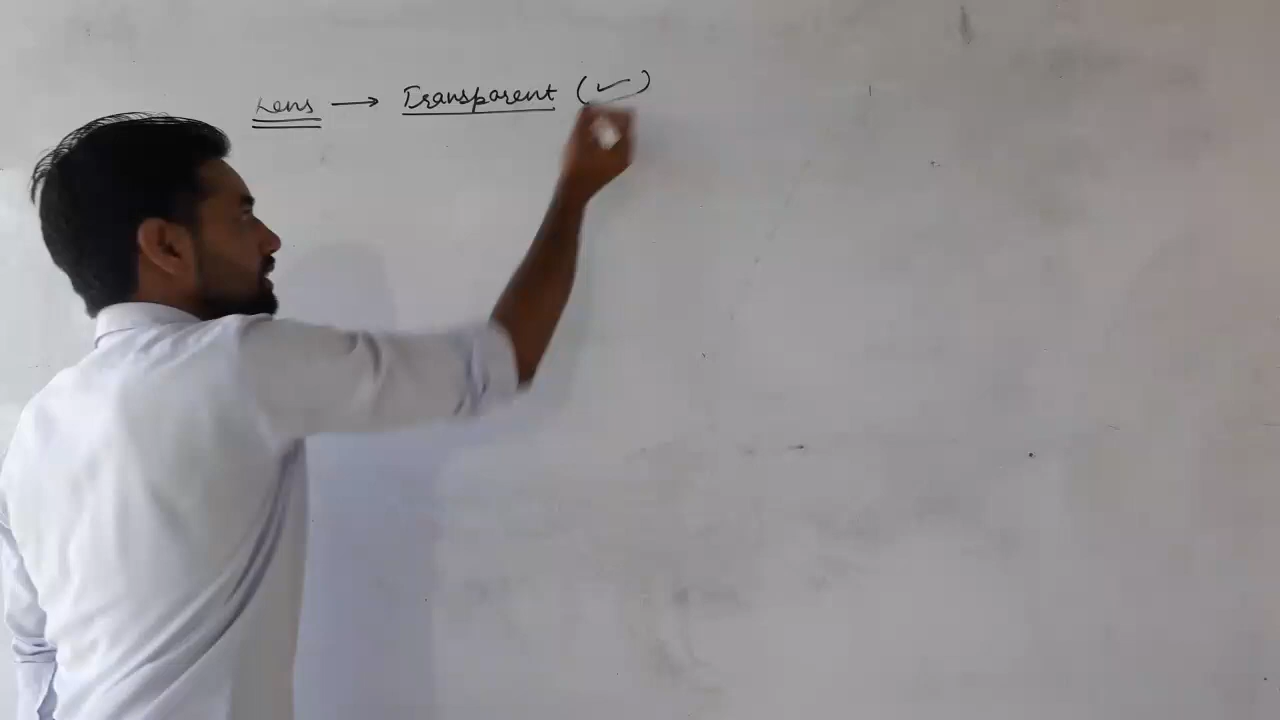 Lens → Transparent (✓)